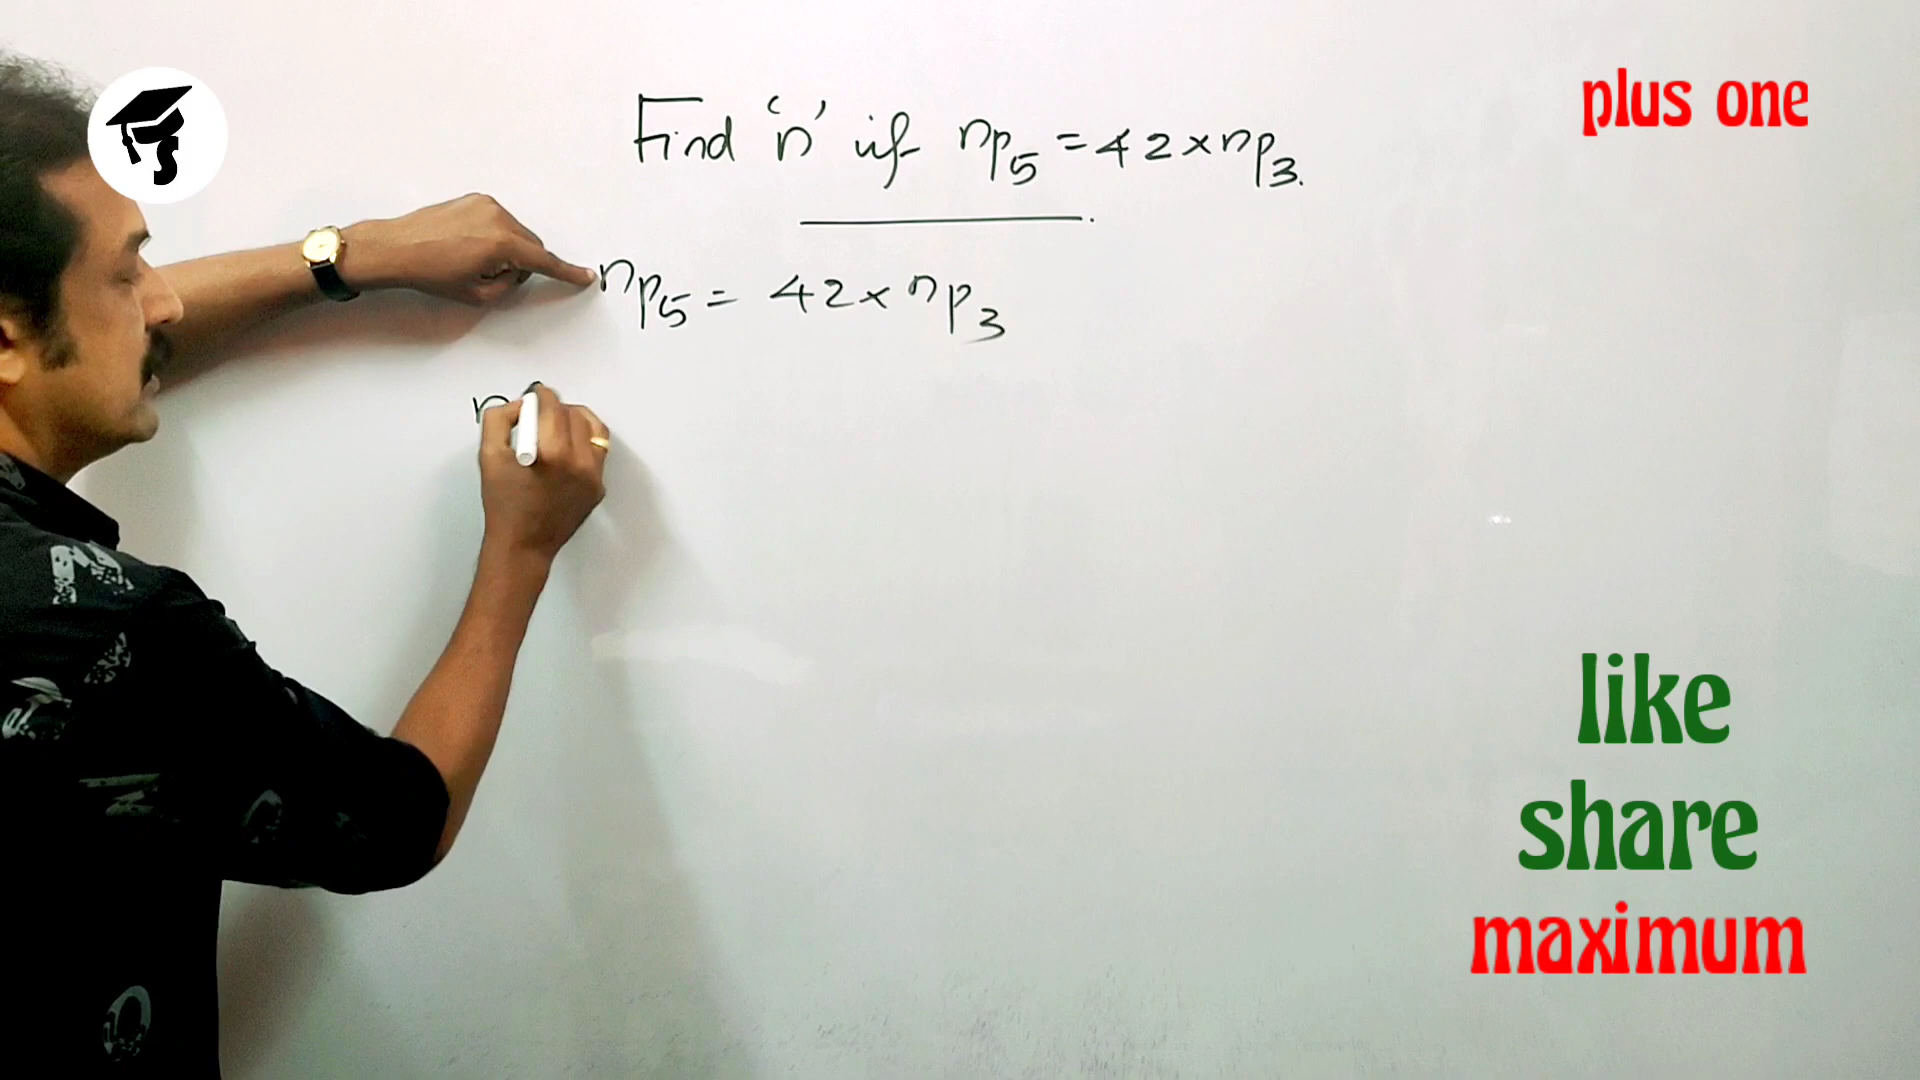 plus one
Find 'n' if np5 = 42 × np3.
np5 = 42 × np3
n
like
share
maximum